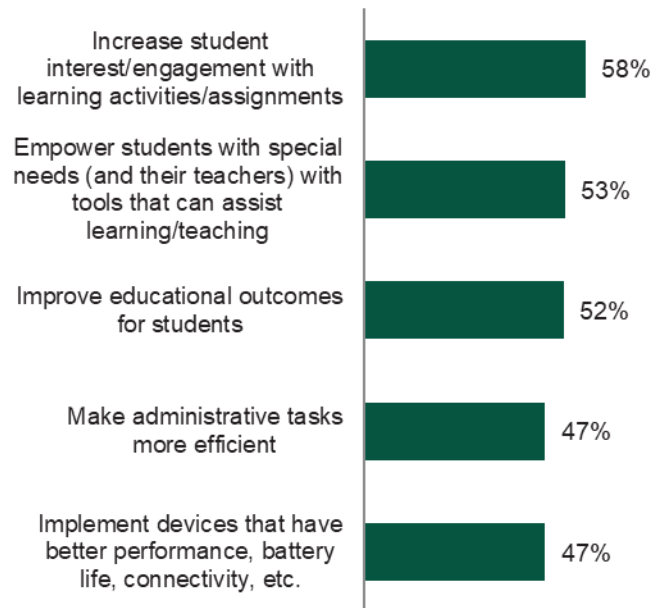 Increase student
interest/engagement with
learning activities/assignments
58%
Empower students with special
needs (and their teachers) with
tools that can assist
learning/teaching
53%
Improve educational outcomes
for students
52%
Make administrative tasks
more efficient
47%
Implement devices that have
better performance, battery
life, connectivity, etc.
47%